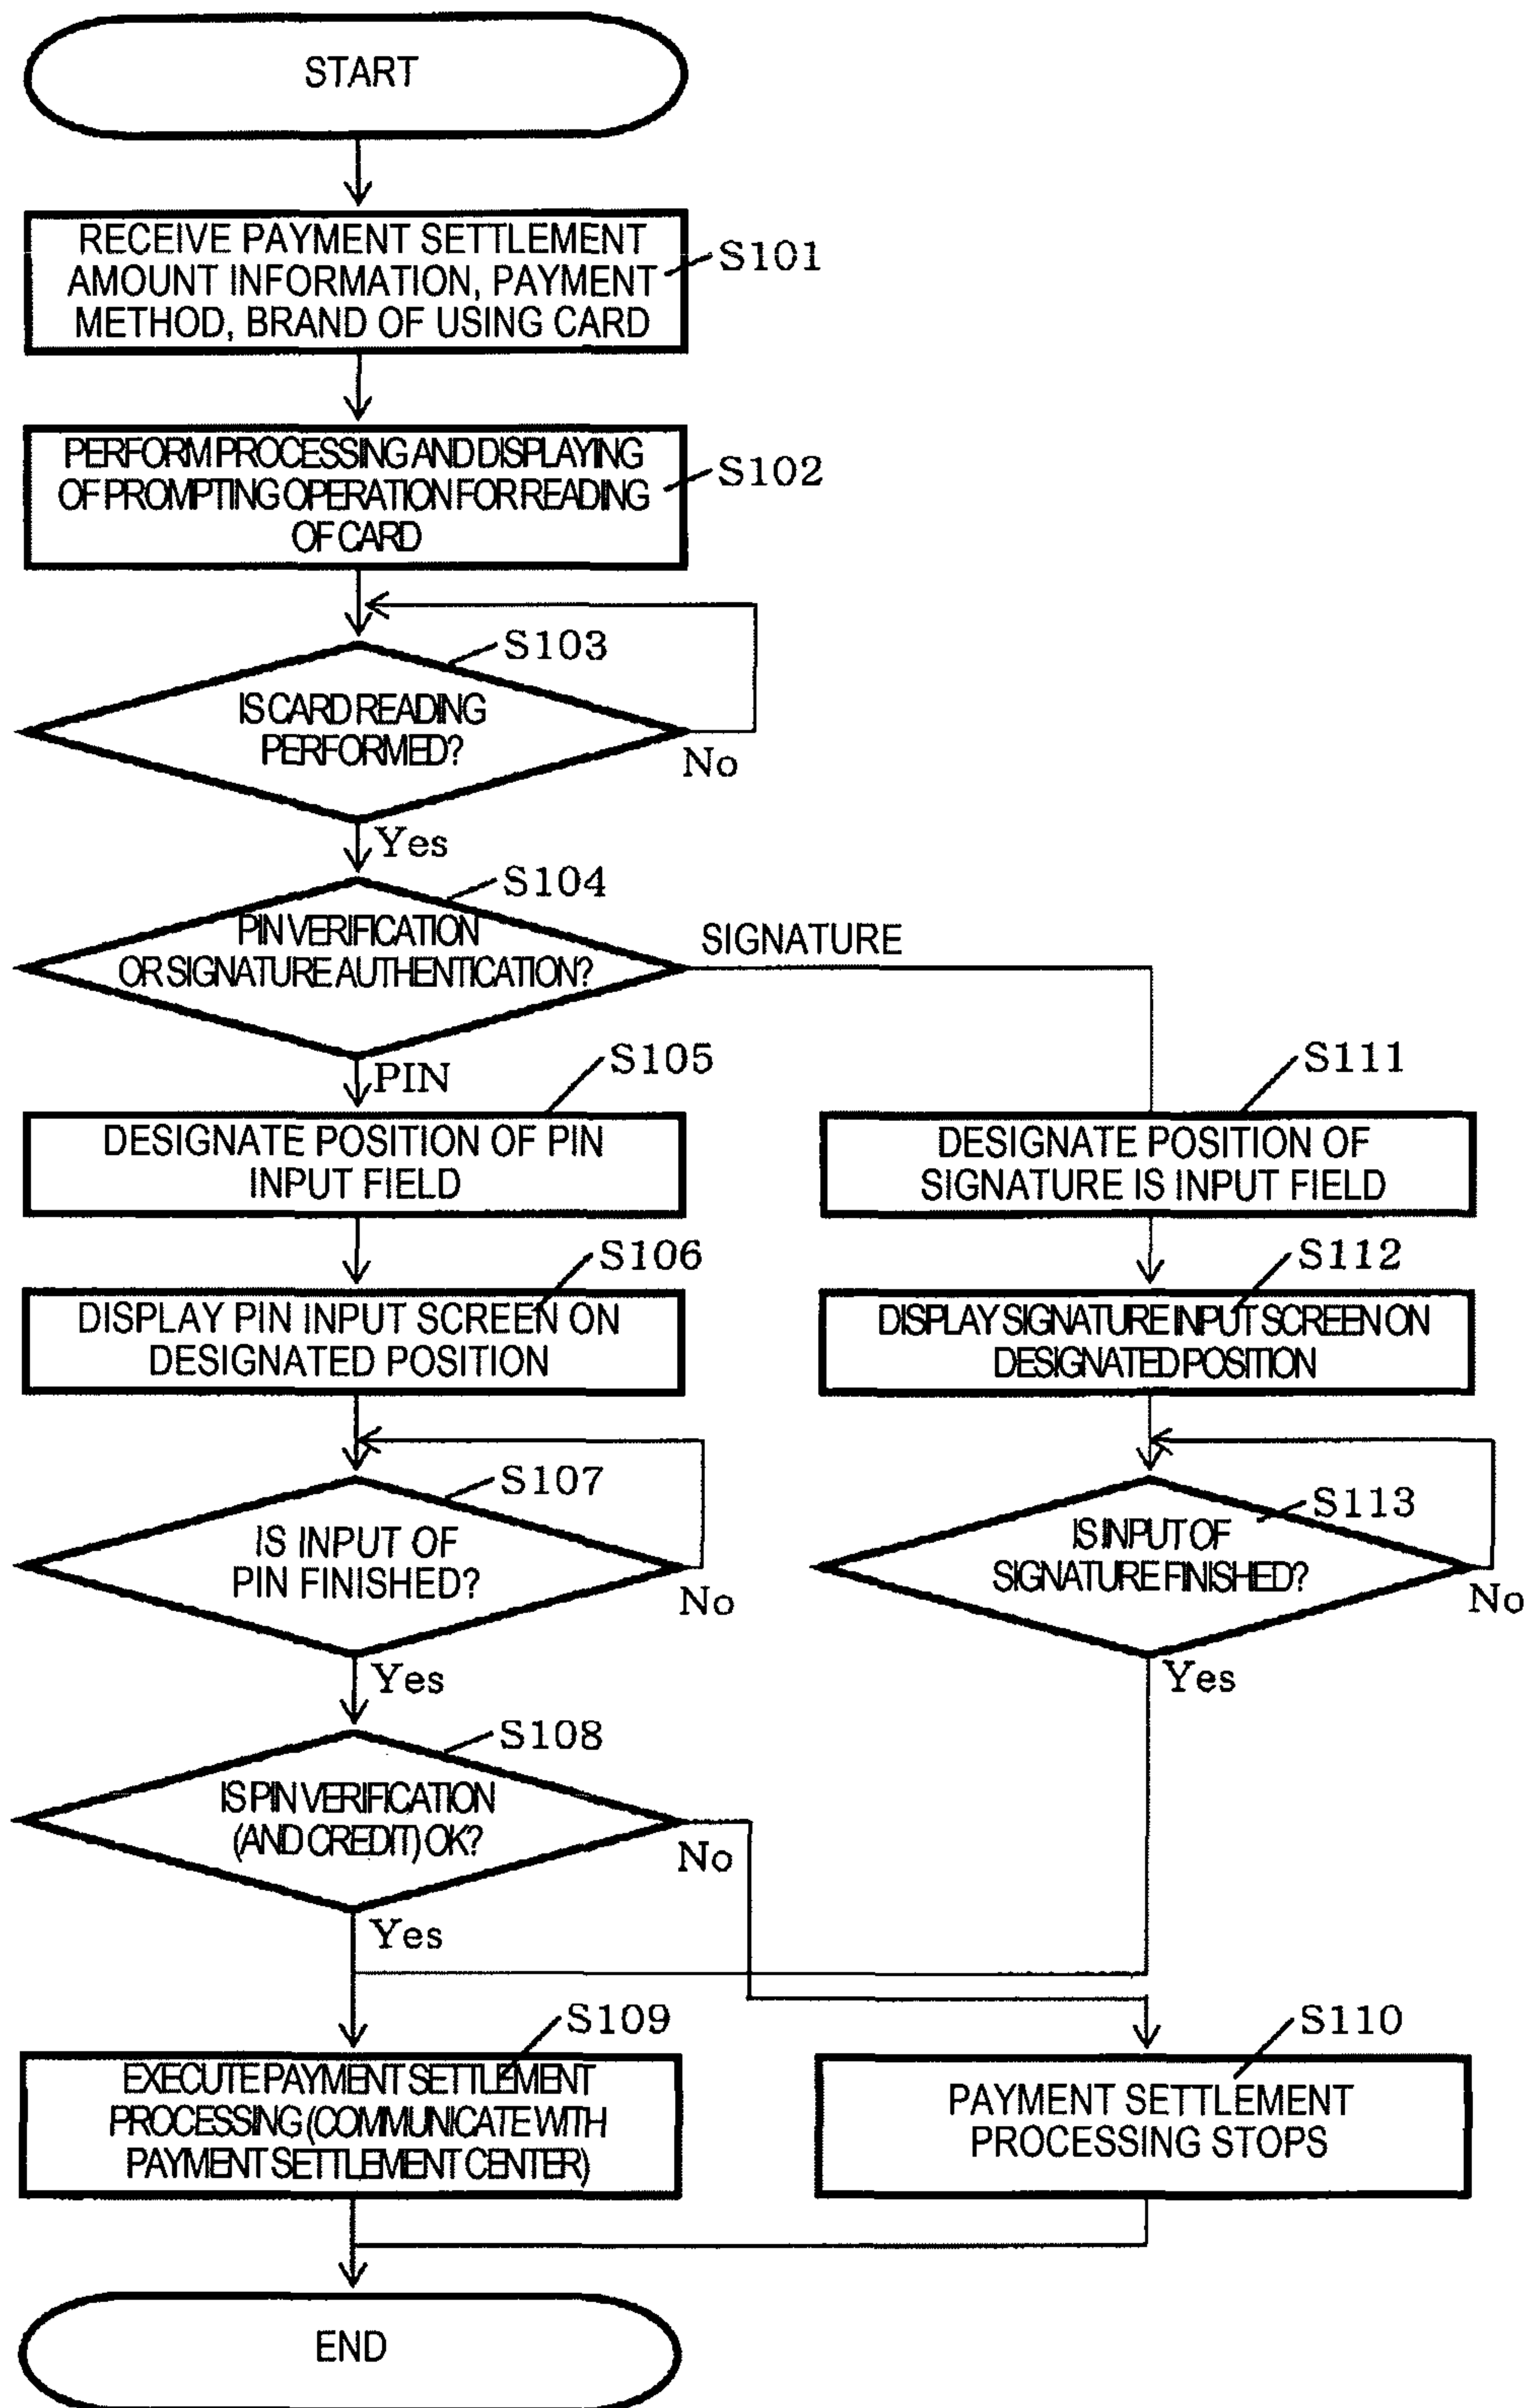 START
RECEIVE PAYMENT SETTLEMENT
AMOUNT INFORMATION, PAYMENT
METHOD, BRAND OF USING CARD
S101
PERFORM PROCESSING AND DISPLAYING
OF PROMPTING OPERATION FOR READING
OF CARD
S102
S103
IS CARD READING
PERFORMED?
No
Yes
S104
PIN VERIFICATION
OR SIGNATURE AUTHENTICATION?
SIGNATURE
PIN
S105
DESIGNATE POSITION OF PIN
INPUT FIELD
S106
DISPLAY PIN INPUT SCREEN ON
DESIGNATED POSITION
S107
IS INPUT OF
PIN FINISHED?
No
Yes
S108
IS PIN VERIFICATION
(AND CREDIT) OK?
No
Yes
S111
DESIGNATE POSITION OF
SIGNATURE IS INPUT FIELD
S112
DISPLAY SIGNATURE INPUT SCREEN ON
DESIGNATED POSITION
S113
IS INPUT OF
SIGNATURE FINISHED?
No
Yes
S109
EXECUTE PAYMENT SETTLEMENT
PROCESSING (COMMUNICATE WITH
PAYMENT SETTLEMENT CENTER)
S110
PAYMENT SETTLEMENT
PROCESSING STOPS
END